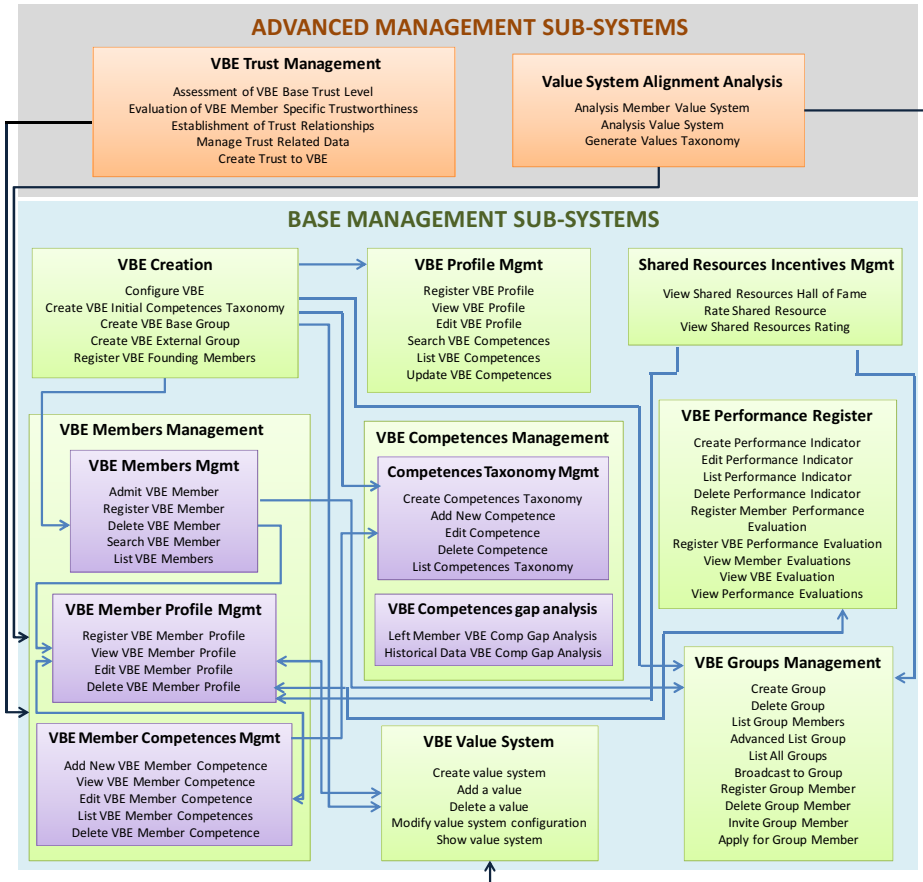 ADVANCED MANAGEMENT SUB-SYSTEMS
VBE Trust Management
Assessment of VBE Base Trust Level
Evaluation of VBE Member Specific Trustworthiness
Establishment of Trust Relationships
Manage Trust Related Data
Create Trust to VBE
Value System Alignment Analysis
Analysis Member Value System
Analysis Value System
Generate Values Taxonomy
BASE MANAGEMENT SUB-SYSTEMS
VBE Creation
Configure VBE
Create VBE Initial Competences Taxonomy
Create VBE Base Group
Create VBE External Group
Register VBE Founding Members
VBE Profile Mgmt
Register VBE Profile
View VBE Profile
Edit VBE Profile
Search VBE Competences
List VBE Competences
Update VBE Competences
Shared Resources Incentives Mgmt
View Shared Resources Hall of Fame
Rate Shared Resource
View Shared Resources Rating
VBE Members Management
VBE Members Mgmt
Admit VBE Member
Register VBE Member
Delete VBE Member
Search VBE Member
List VBE Members
VBE Member Profile Mgmt
Register VBE Member Profile
View VBE Member Profile
Edit VBE Member Profile
Delete VBE Member Profile
VBE Member Competences Mgmt
Add New VBE Member Competence
View VBE Member Competence
Edit VBE Member Competence
List VBE Member Competences
Delete VBE Member Competence
VBE Competences Management
Competences Taxonomy Mgmt
Create Competences Taxonomy
Add New Competence
Edit Competence
Delete Competence
List Competences Taxonomy
VBE Competences gap analysis
Left Member VBE Comp Gap Analysis
Historical Data VBE Comp Gap Analysis
VBE Value System
Create value system
Add a value
Delete a value
Modify value system configuration
Show value system
VBE Performance Register
Create Performance Indicator
Edit Performance Indicator
List Performance Indicator
Delete Performance Indicator
Register Member Performance
Evaluation
Register VBE Performance Evaluation
View Member Evaluations
View VBE Evaluation
View Performance Evaluations
VBE Groups Management
Create Group
Delete Group
List Group Members
Advanced List Group
List All Groups
Broadcast to Group
Register Group Member
Delete Group Member
Invite Group Member
Apply for Group Member